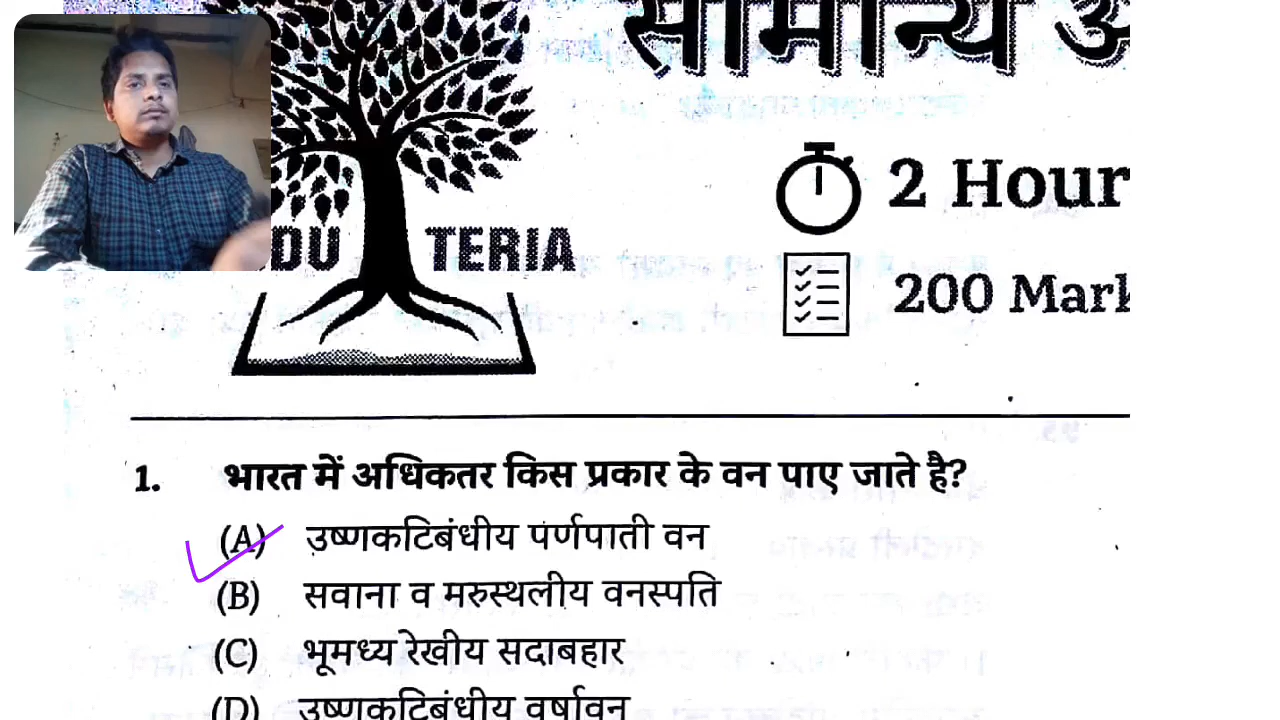 सामान्य
2 Hour
TERIA
200 Mark
1. भारत में अधिकतर किस प्रकार के वन पाए जाते है?
(A) उष्णकटिबंधीय पर्णपाती वन
(B) सवाना व मरुस्थलीय वनस्पति
(C) भूमध्य रेखीय सदाबहार
(D) उष्णकटिबंधीय वर्षावन